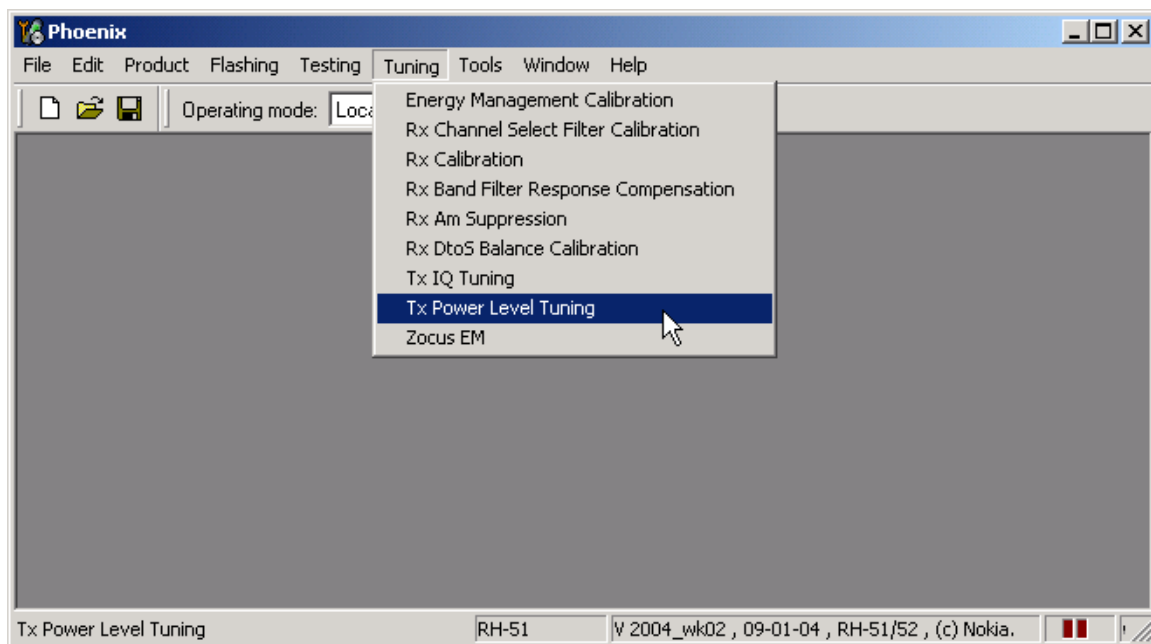 Phoenix
File Edit Product Flashing Testing Tuning Tools Window Help
Operating mode:
Energy Management Calibration
Rx Channel Select Filter Calibration
Rx Calibration
Rx Band Filter Response Compensation
Rx Am Suppression
Rx DtoS Balance Calibration
Tx IQ Tuning
Tx Power Level Tuning
Zocus EM
Tx Power Level Tuning RH-51 V 2004_wk02 , 09-01-04 , RH-51/52 , (c) Nokia.